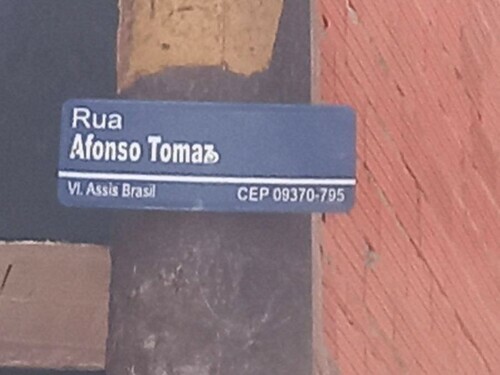 Rua
Afonso Tomaz
Vl. Assis Brasil
CEP 09370-795